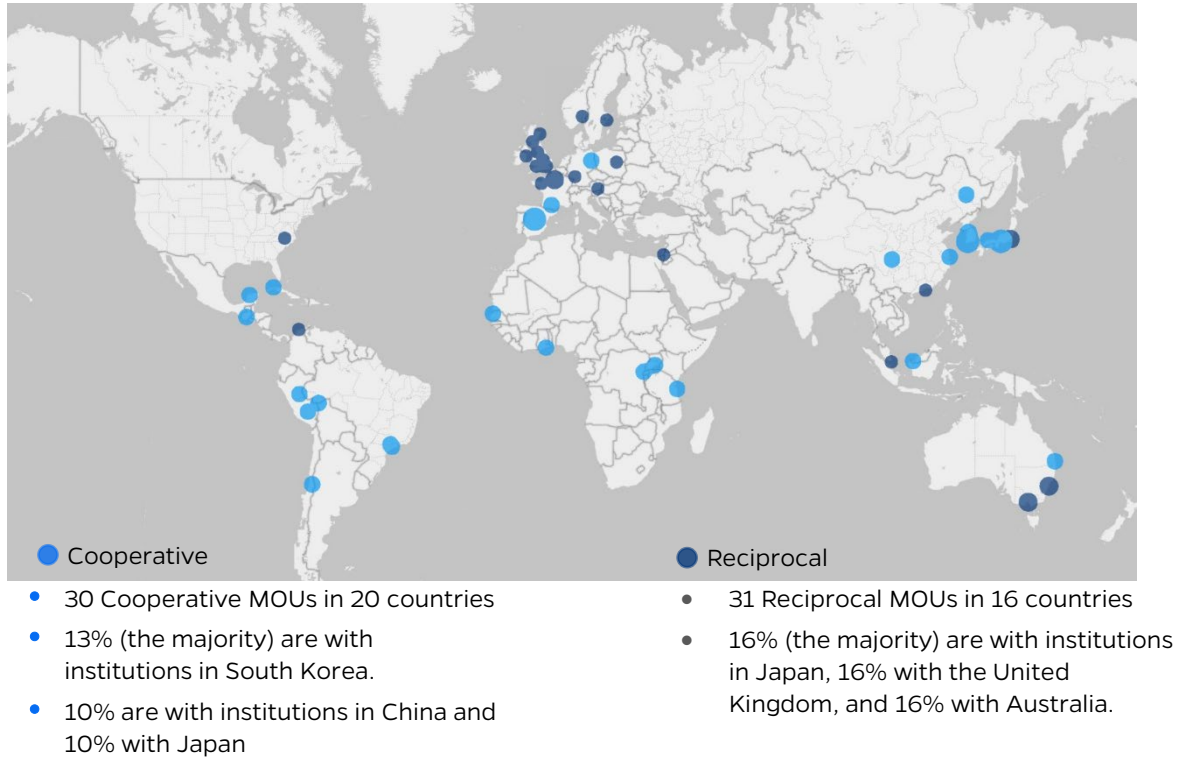 Cooperative
30 Cooperative MOUs in 20 countries
13% (the majority) are with
institutions in South Korea.
10% are with institutions in China and
10% with Japan
Reciprocal
31 Reciprocal MOUs in 16 countries
16% (the majority) are with institutions
in Japan, 16% with the United
Kingdom, and 16% with Australia.